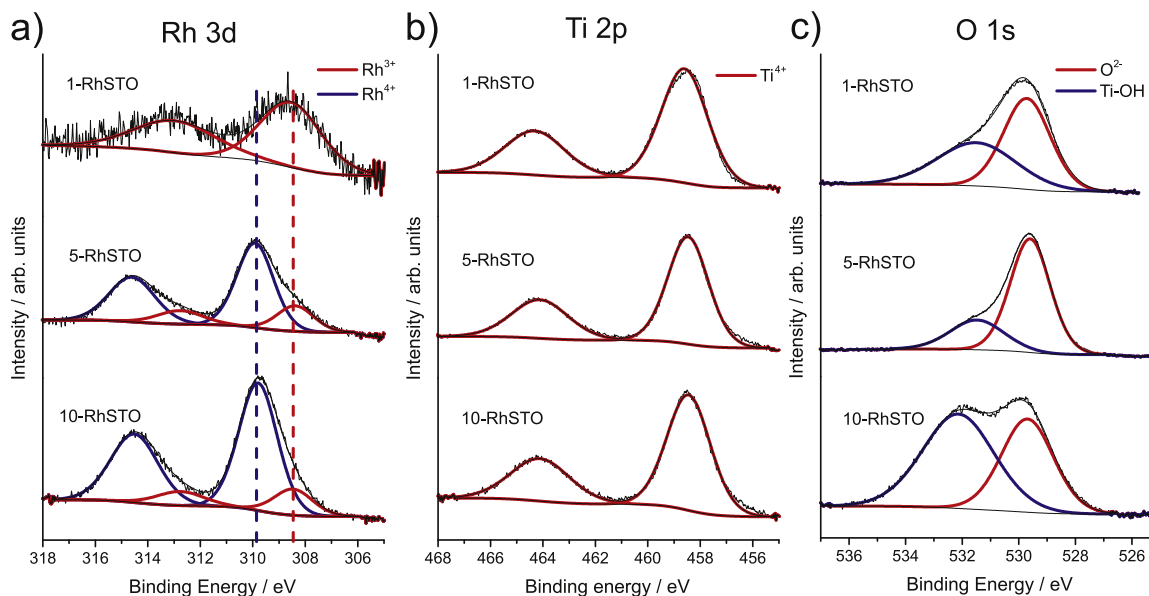 a)
Rh 3d
1-RhSTO
Rh3+
Rh4+
5-RhSTO
10-RhSTO
Intensity / arb. units
318 316 314 312 310 308 306
Binding Energy / eV
b)
Ti 2p
1-RhSTO
Ti4+
5-RhSTO
10-RhSTO
Intensity / arb. units
468 466 464 462 460 458 456
Binding energy / eV
c)
O 1s
1-RhSTO
O2-
Ti-OH
5-RhSTO
10-RhSTO
Intensity / arb. units
536 534 532 530 528 526
Binding Energy / eV